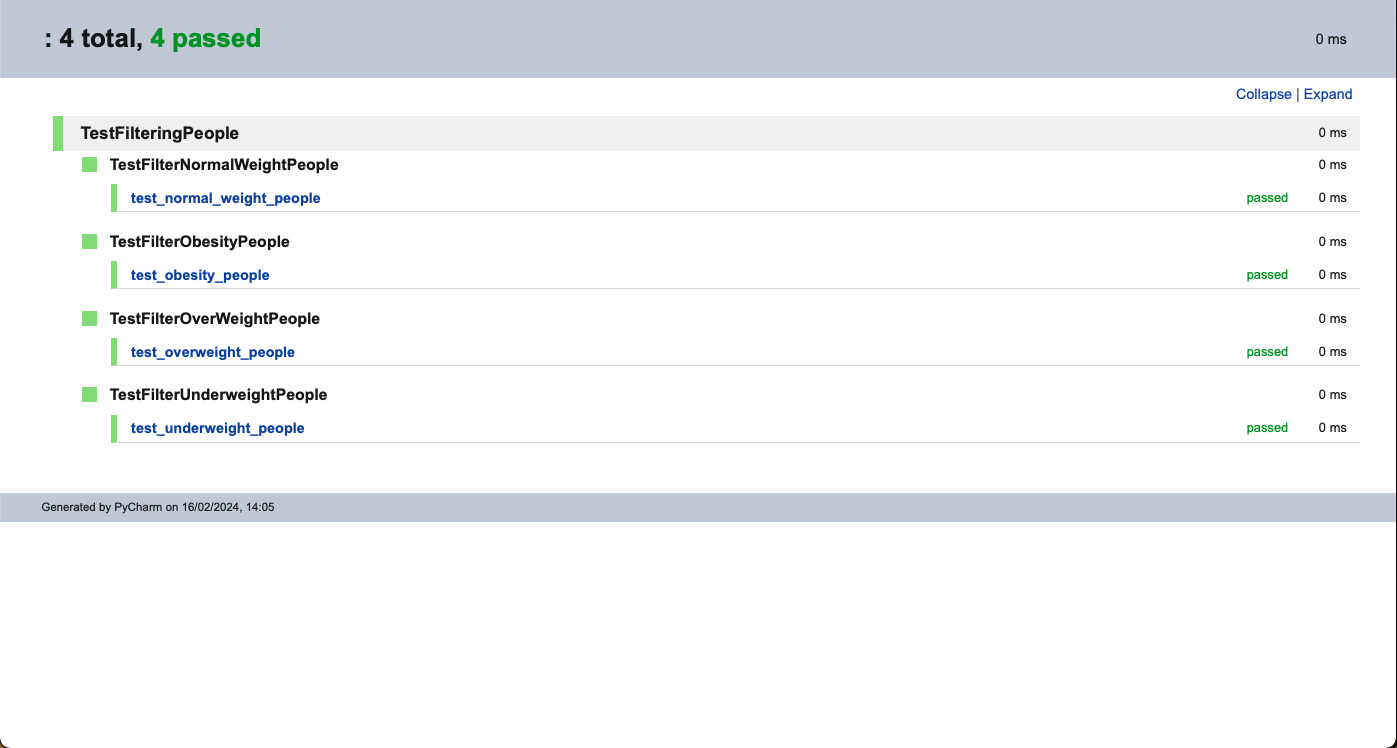 : 4 total, 4 passed 0 ms
Collapse | Expand
TestFilteringPeople 0 ms
TestFilterNormalWeightPeople 0 ms
test_normal_weight_people passed 0 ms
TestFilterObesityPeople 0 ms
test_obesity_people passed 0 ms
TestFilterOverWeightPeople 0 ms
test_overweight_people passed 0 ms
TestFilterUnderweightPeople 0 ms
test_underweight_people passed 0 ms
Generated by PyCharm on 16/02/2024, 14:05